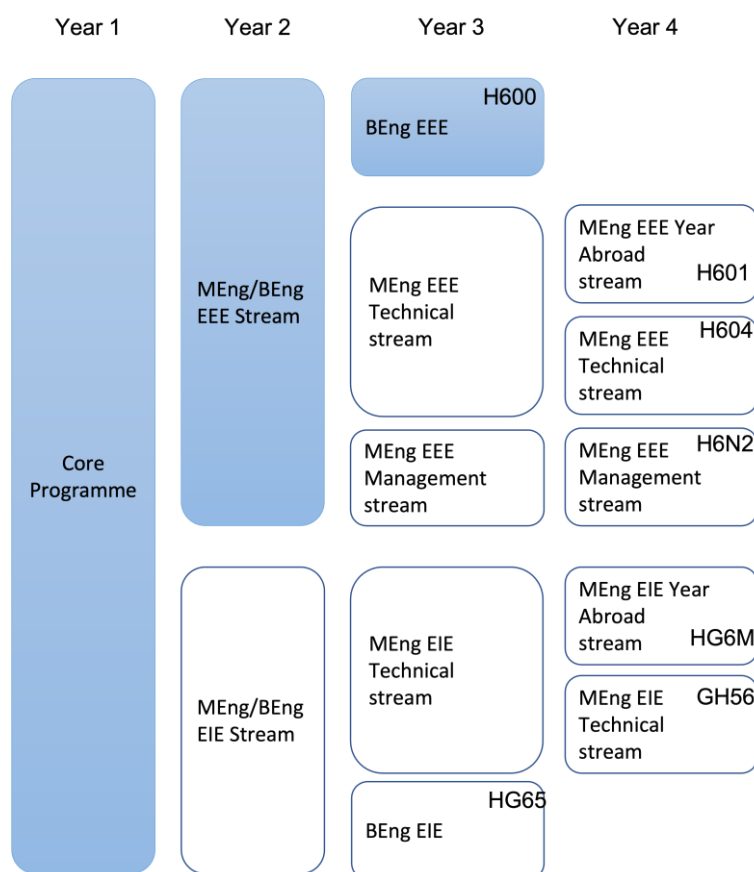 Year 1
Year 2
Year 3
Year 4
H600
BEng EEE
MEng EEE Year
Abroad
stream
H601
MEng/BEng
EEE Stream
MEng EEE
Technical
stream
H604
MEng EEE
Technical
stream
Core
Programme
MEng EEE
Management
stream
H6N2
MEng EEE
Management
stream
MEng EIE Year
Abroad
stream
HG6M
MEng/BEng
EIE Stream
MEng EIE
Technical
stream
GH56
MEng EIE
Technical
stream
HG65
BEng EIE